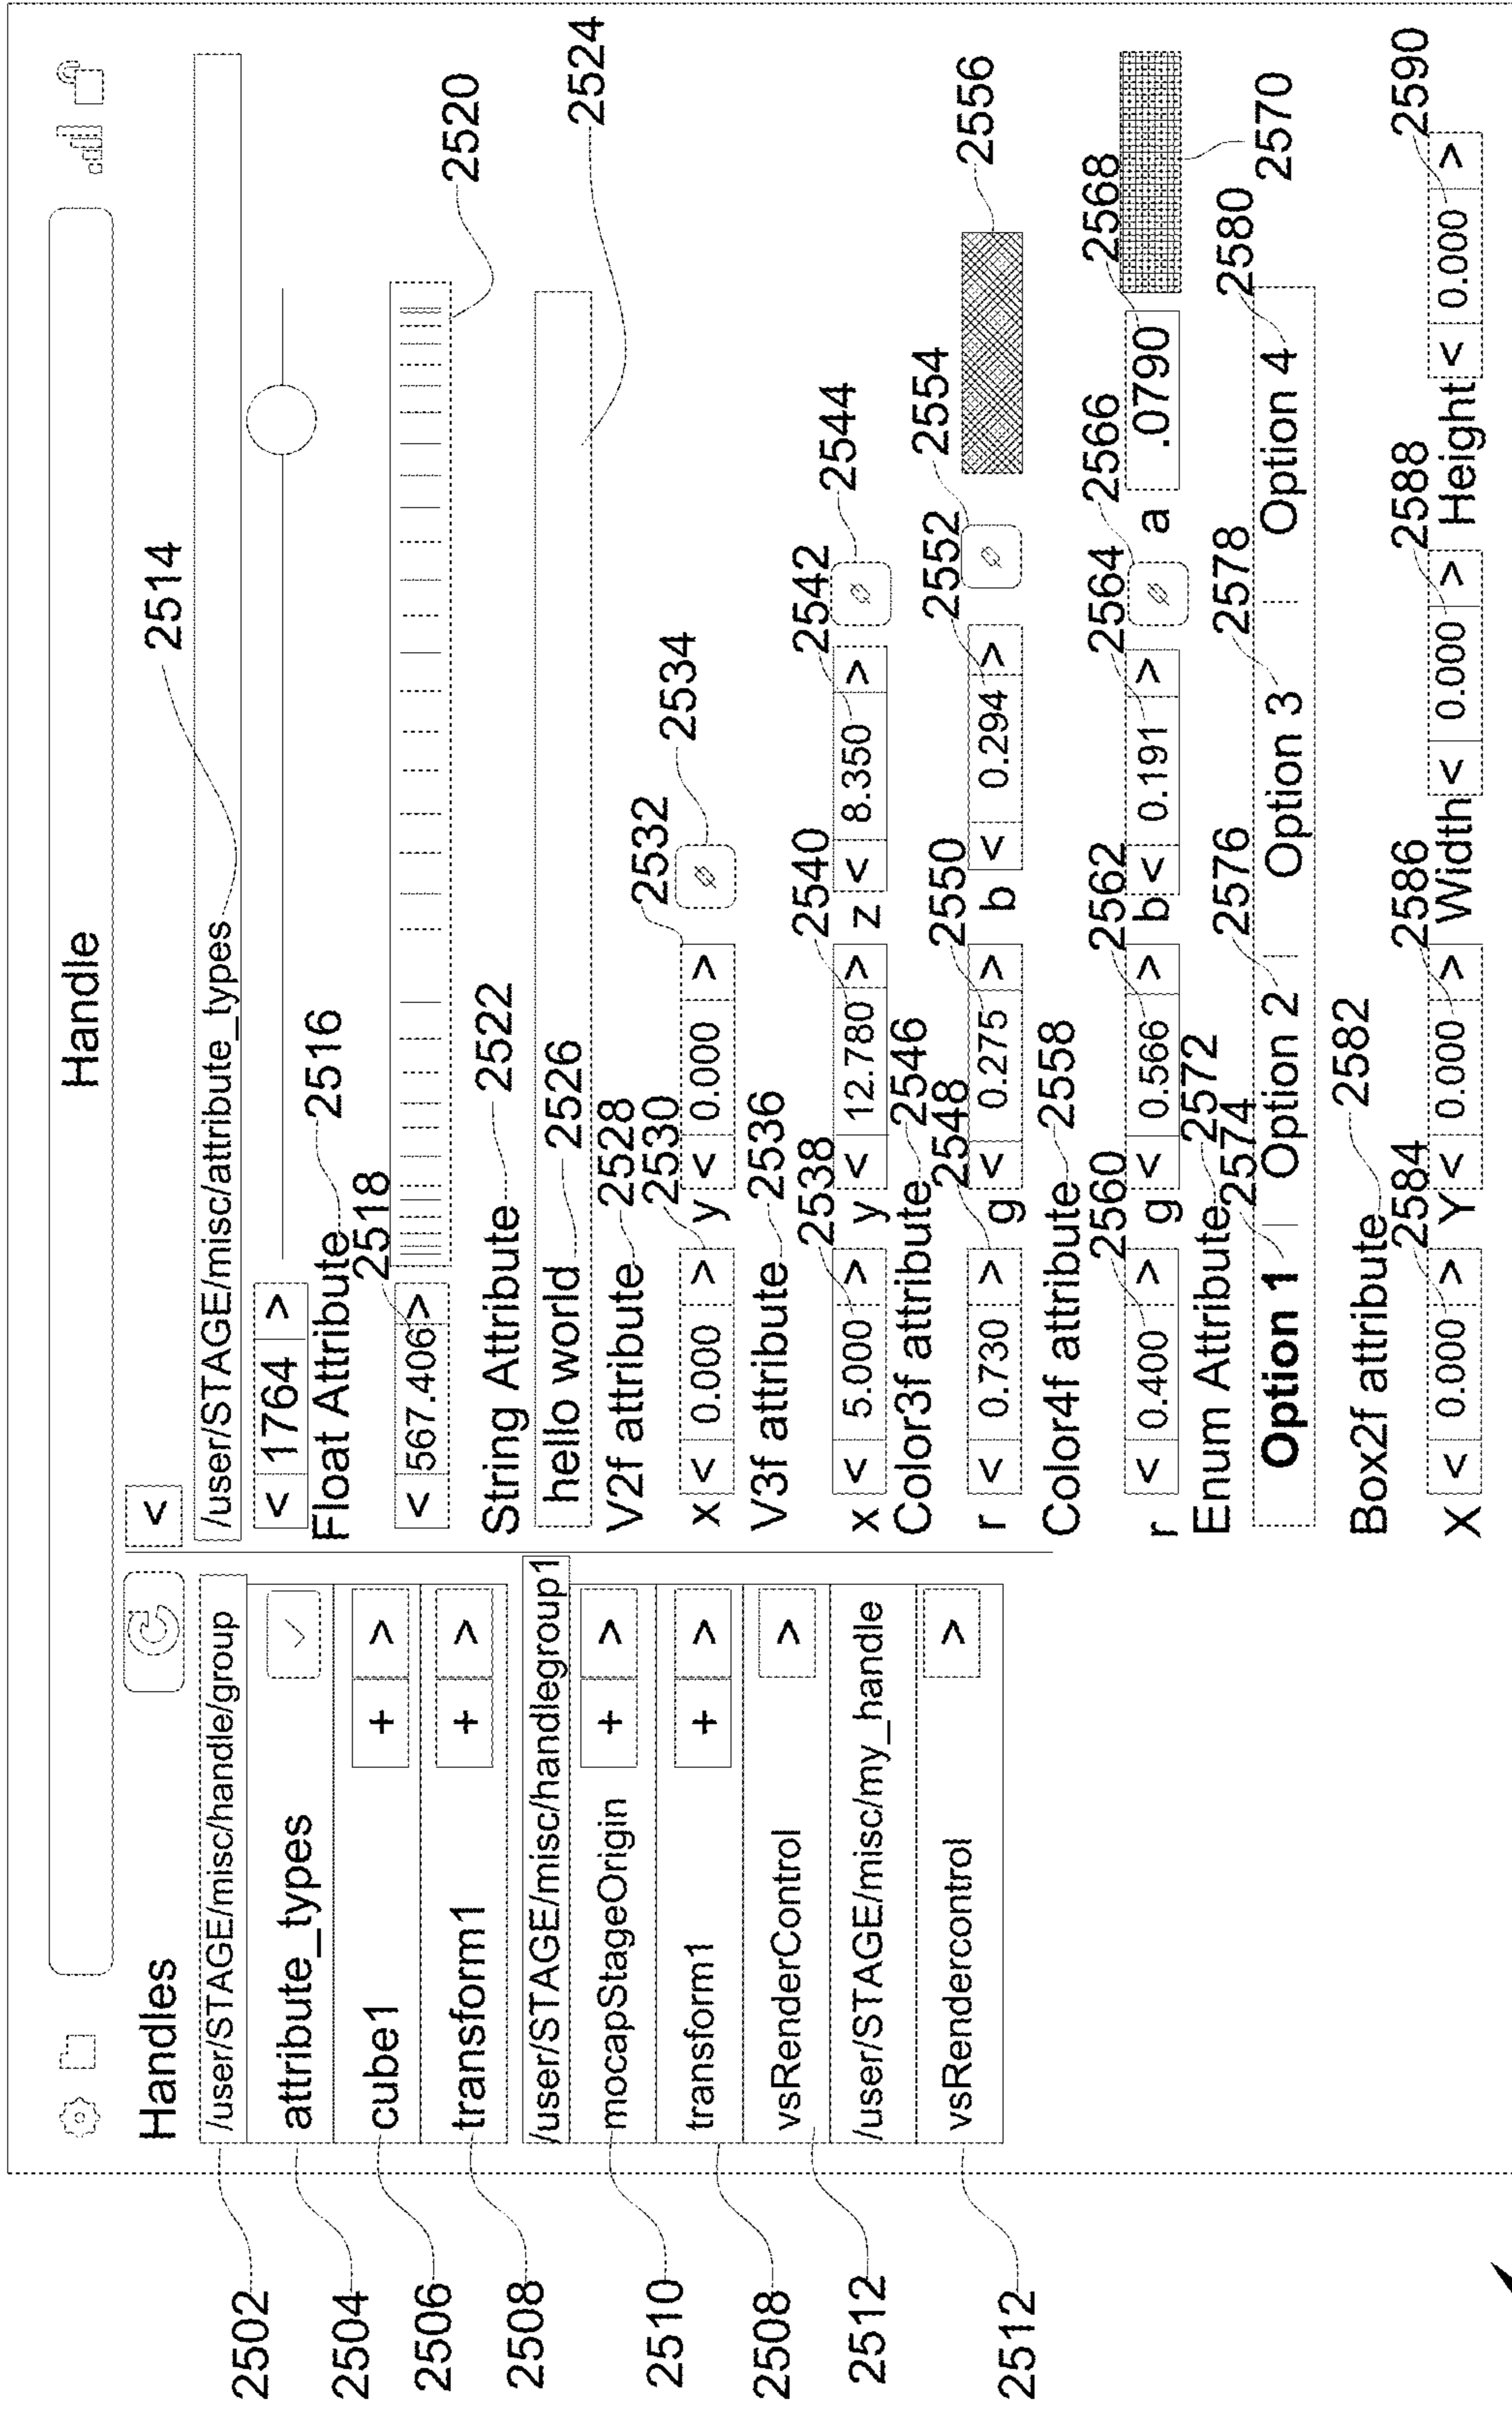 Handle
Handles
<
2514
2502
/user/STAGE/misc/handle/group
/user/STAGE/misc/attribute_types
2504
attribute_types
< 1764 >
Float Attribute 2516
2518
2506
cube1
+ >
< 567.406 >
2520
2508
transform1
+ >
String Attribute 2522
/user/STAGE/misc/handlegroup1
hello world 2526
2524
2510
mocapStageOrigin
+ >
V2f attribute 2528
2530
2532
2534
x < 0.000 > y < 0.000 >
2508
transform1
+ >
V3f attribute 2536
2538
2540
2542
2544
2512
vsRenderControl
>
x < 5.000 > y < 12.780 > z < 8.350 >
/user/STAGE/misc/my_handle
Color3f attribute 2546
2548
2550
2552
2554
2556
2512
vsRendercontrol
>
r < 0.730 > g < 0.275 > b < 0.294 >
Color4f attribute 2558
2560
2562
2564
2566
2568
r < 0.400 > g < 0.566 > b < 0.191 > a .0790
2570
Enum Attribute 2572
2574
2576
2578
2580
Option 1 | Option 2 | Option 3 | Option 4
Box2f attribute 2582
2584
2586
2588
2590
X < 0.000 > Y < 0.000 > Width < 0.000 > Height < 0.000 >